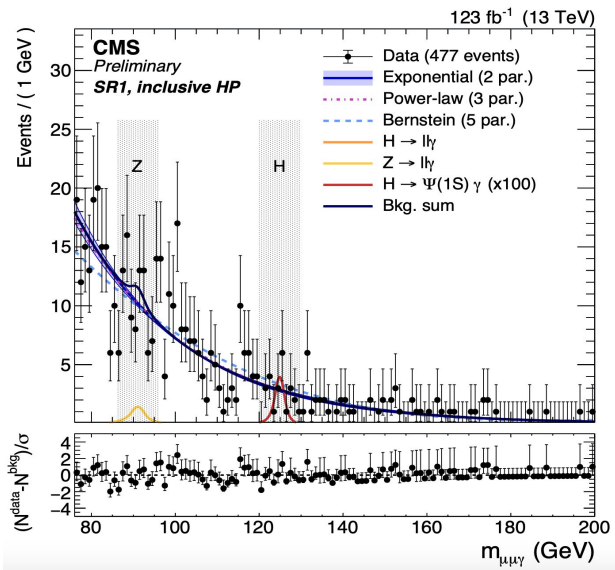 123 fb⁻¹ (13 TeV)
CMS
Preliminary
SR1, inclusive HP
Data (477 events)
Exponential (2 par.)
Power-law (3 par.)
Bernstein (5 par.)
H → llγ
Z → llγ
H → Ψ(1S) γ (x100)
Bkg. sum
Z
H
Events / ( 1 GeV )
30
25
20
15
10
5
(N^data-N^bkg)/σ
4
2
0
−2
−4
80 100 120 140 160 180 200
m_μμγ (GeV)